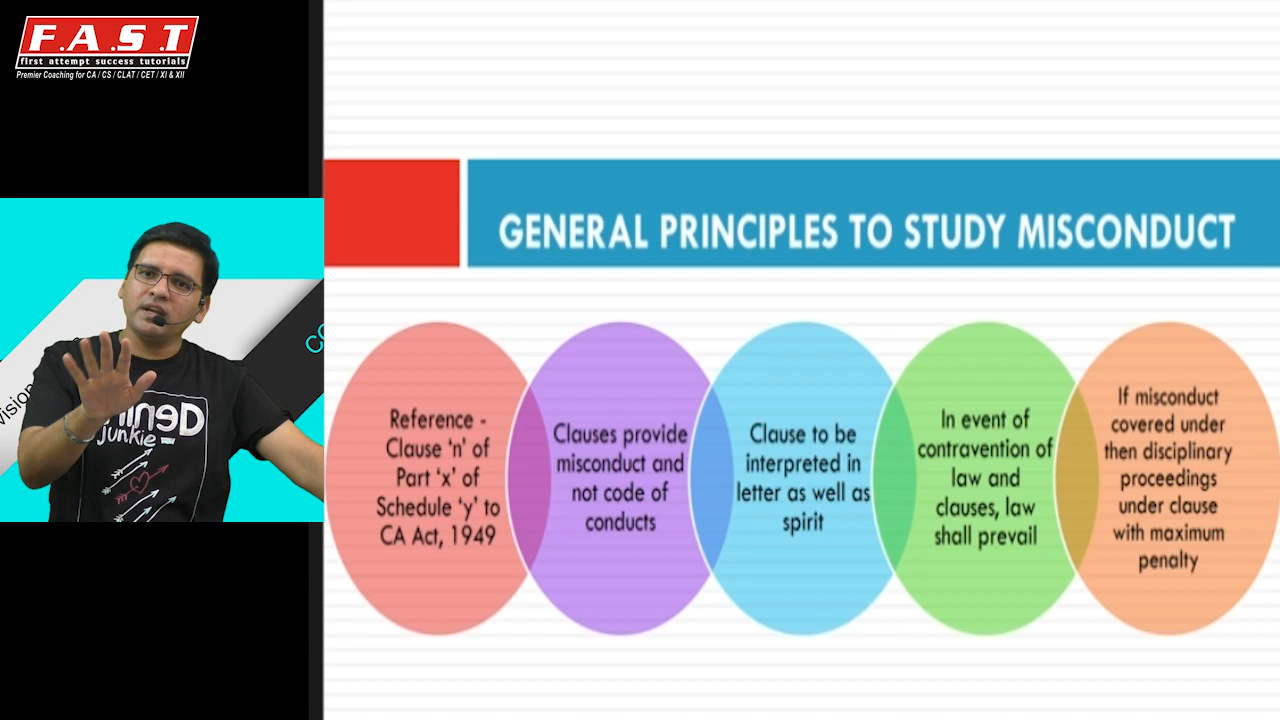 F.A.S.T
first attempt success tutorials
Premier Coaching for CA / CS / CLAT / CET / XI & XII
GENERAL PRINCIPLES TO STUDY MISCONDUCT
Reference -
Clause ‘n’ of
Part ‘x’ of
Schedule ‘y’ to
CA Act, 1949
Clauses provide
misconduct and
not code of
conducts
Clause to be
interpreted in
letter as well as
spirit
In event of
contravention of
law and
clauses, law
shall prevail
If misconduct
covered under
then disciplinary
proceedings
under clause
with maximum
penalty
junkie